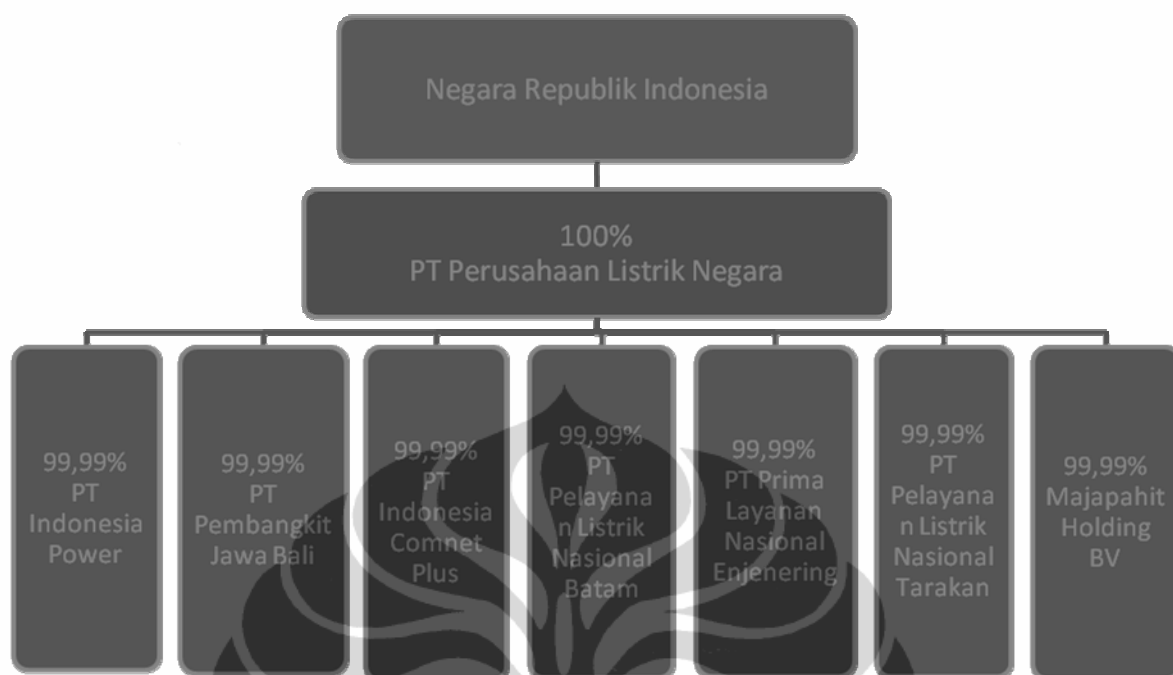 Negara Republik Indonesia
100%
PT Perusahaan Listrik Negara
99,99%
PT
Indonesia
Power
99,99%
PT
Pembangkit
Jawa Bali
99,99%
PT
Indonesia
Comnet
Plus
99,99%
PT
Pelayana
n Listrik
Nasional
Batam
99,99%
PT Prima
Layanan
Nasional
Enjenering
99,99%
PT
Pelayana
n Listrik
Nasional
Tarakan
99,99%
Majapahit
Holding
BV